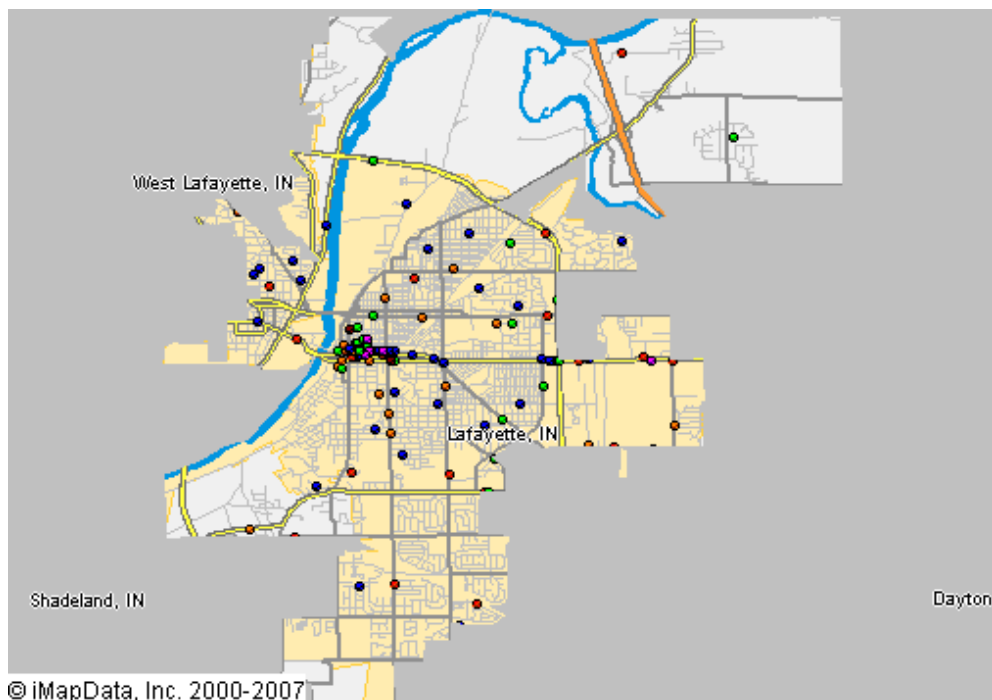 West Lafayette, IN
Lafayette, IN
Shadeland, IN
Dayton
© iMapData, Inc. 2000-2007